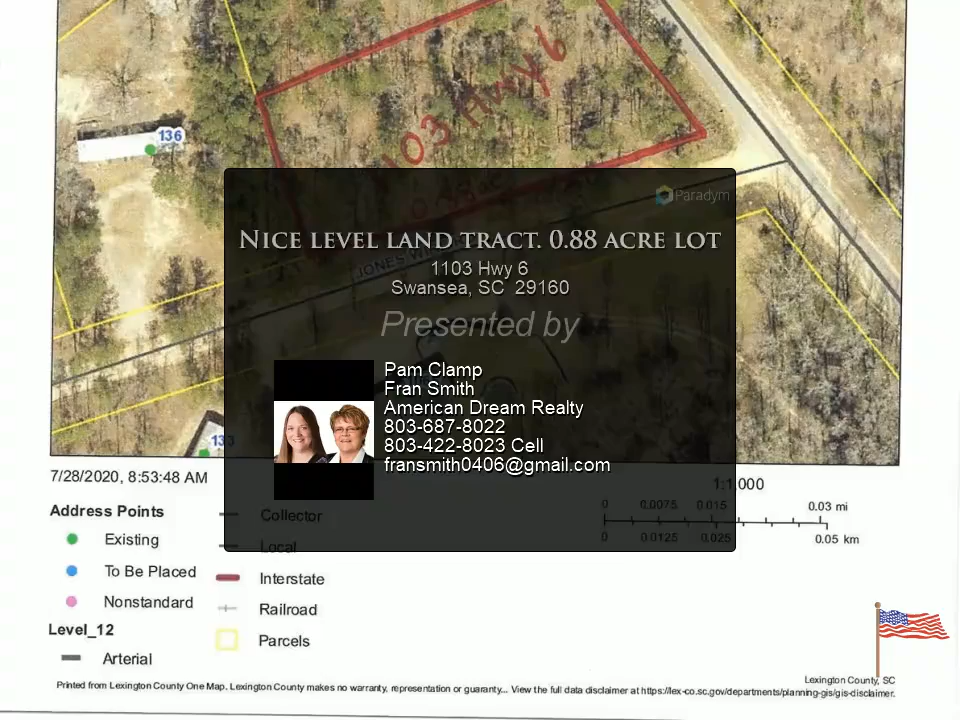 1103 Hwy 6
136
Paradym
NICE LEVEL LAND TRACT. 0.88 ACRE LOT
1103 Hwy 6
Swansea, SC 29160
Presented by
Pam Clamp
Fran Smith
American Dream Realty
803-687-8022
803-422-8023 Cell
fransmith0406@gmail.com
7/28/2020, 8:53:48 AM
1:1,000
0 0.0075 0.015 0.03 mi
0 0.0125 0.025 0.05 km
Address Points
Existing
To Be Placed
Nonstandard
Level_12
Arterial
Collector
Local
Interstate
Railroad
Parcels
Lexington County, SC
Printed from Lexington County One Map. Lexington County makes no warranty, representation or guaranty... View the full data disclaimer at https://lex-co.sc.gov/departments/planning-gis/gis-disclaimer.